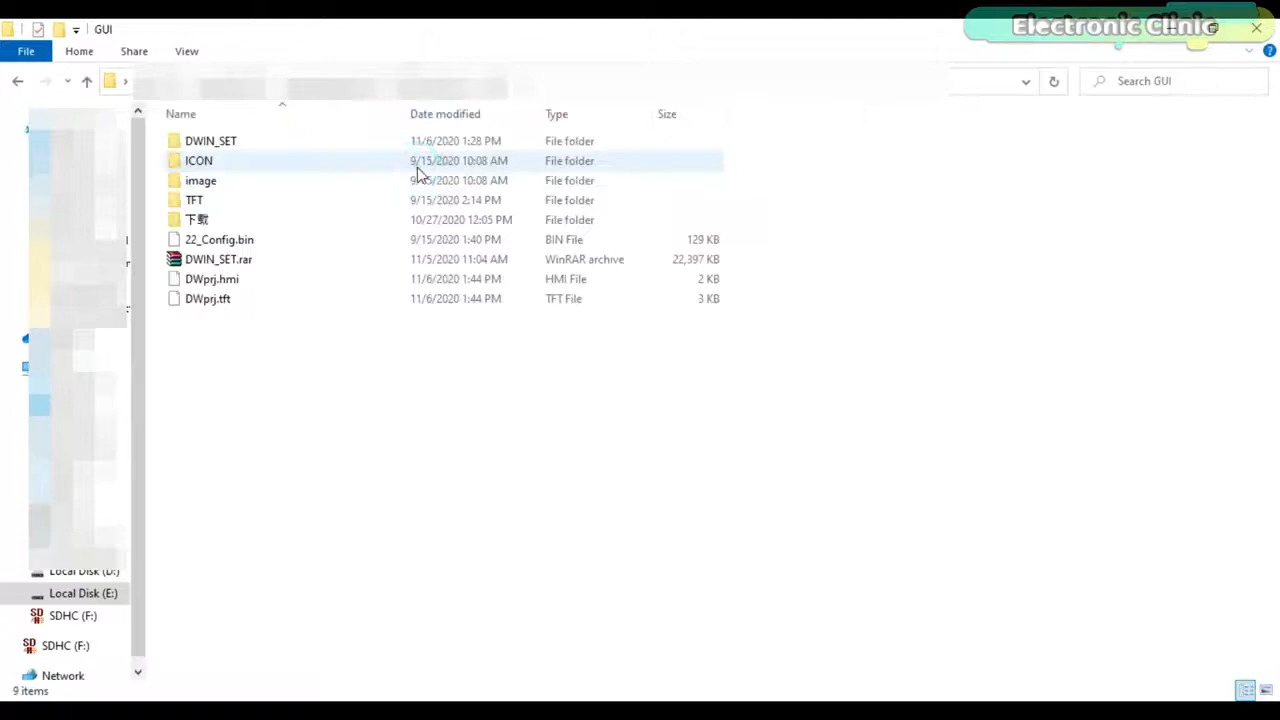 GUI
Electronic Clinic
File Home Share View
Search GUI
Name Date modified Type Size
DWIN_SET 11/6/2020 1:28 PM File folder
ICON 9/15/2020 10:08 AM File folder
image 9/15/2020 10:08 AM File folder
TFT 9/15/2020 2:14 PM File folder
下载 10/27/2020 12:05 PM File folder
22_Config.bin 9/15/2020 1:40 PM BIN File 129 KB
DWIN_SET.rar 11/5/2020 11:04 AM WinRAR archive 22,397 KB
DWprj.hmi 11/6/2020 1:44 PM HMI File 2 KB
DWprj.tft 11/6/2020 1:44 PM TFT File 3 KB
Local Disk (D:)
Local Disk (E:)
SDHC (F:)
SDHC (F:)
Network
9 items